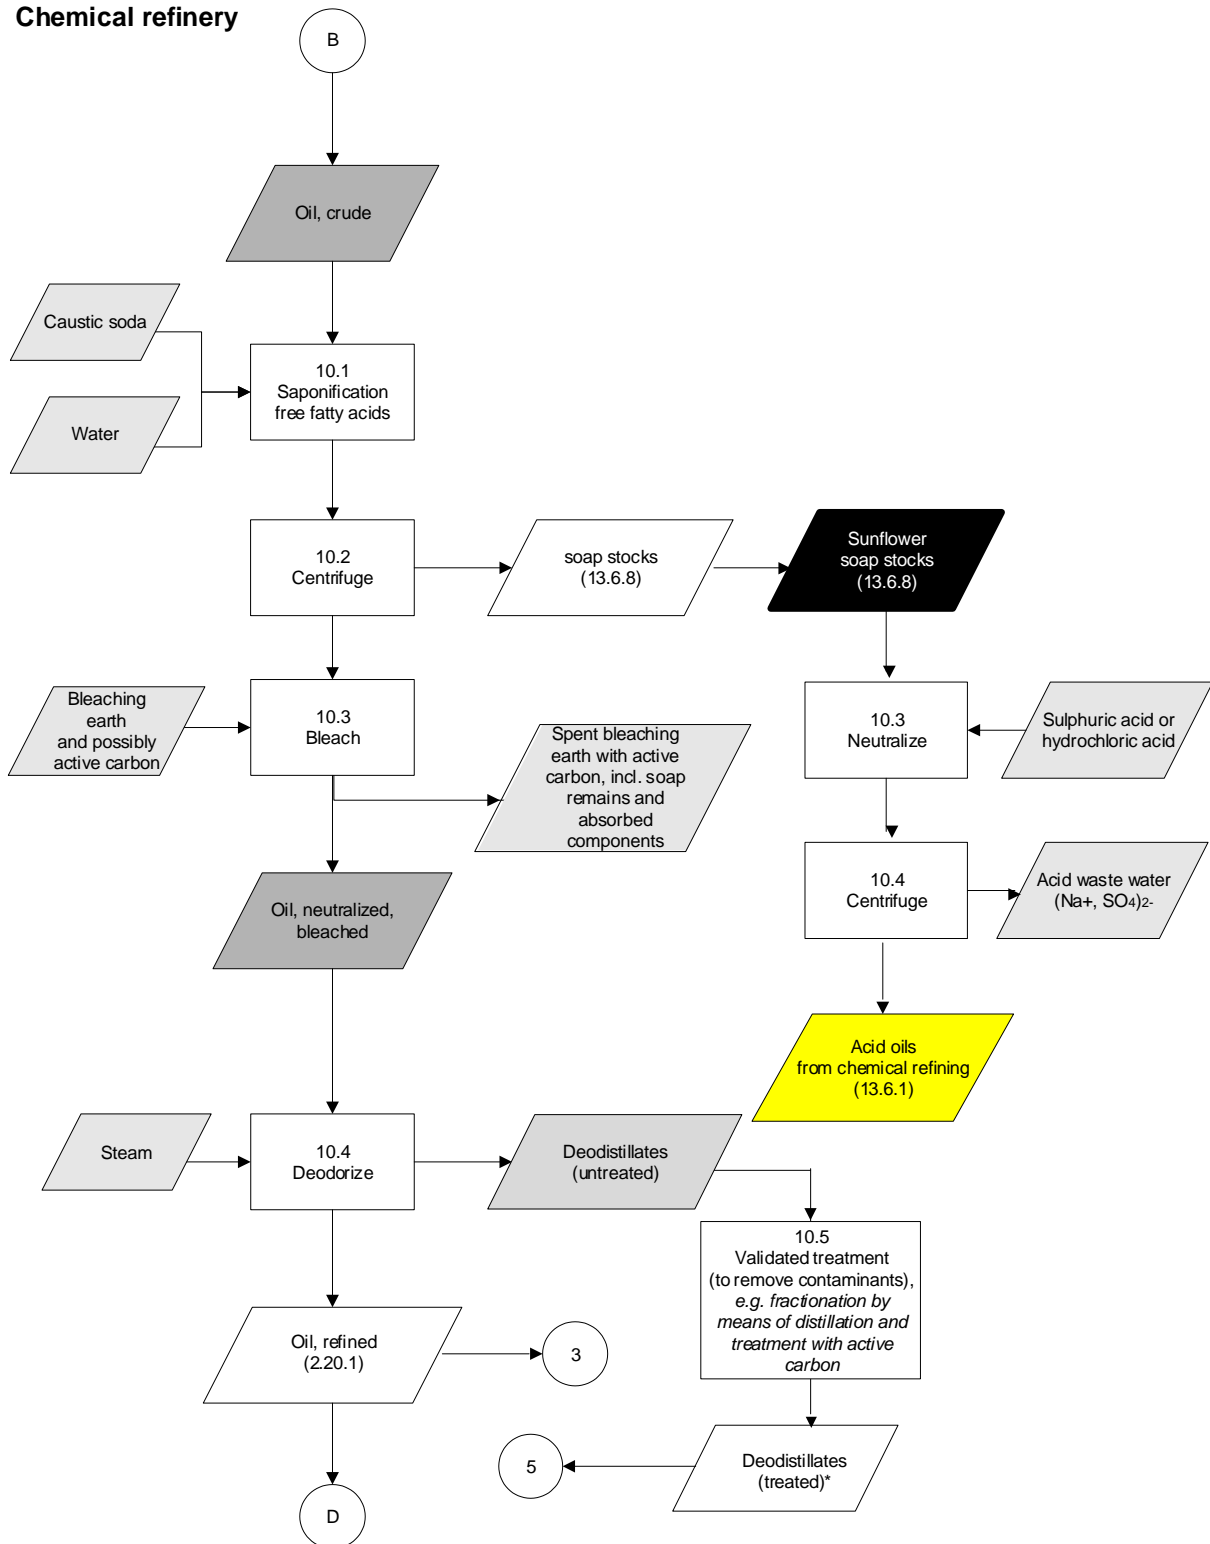 Chemical refinery
B
Oil, crude
Caustic soda
Water
10.1
Saponification
free fatty acids
10.2
Centrifuge
soap stocks
(13.6.8)
Sunflower
soap stocks
(13.6.8)
Bleaching
earth
and possibly
active carbon
10.3
Bleach
Spent bleaching
earth with active
carbon, incl. soap
remains and
absorbed
components
10.3
Neutralize
Sulphuric acid or
hydrochloric acid
10.4
Centrifuge
Acid waste water
(Na+, SO4)2-
Oil, neutralized,
bleached
Acid oils
from chemical refining
(13.6.1)
Steam
10.4
Deodorize
Deodistillates
(untreated)
10.5
Validated treatment
(to remove contaminants),
e.g. fractionation by
means of distillation and
treatment with active
carbon
Oil, refined
(2.20.1)
3
5
Deodistillates
(treated)*
D